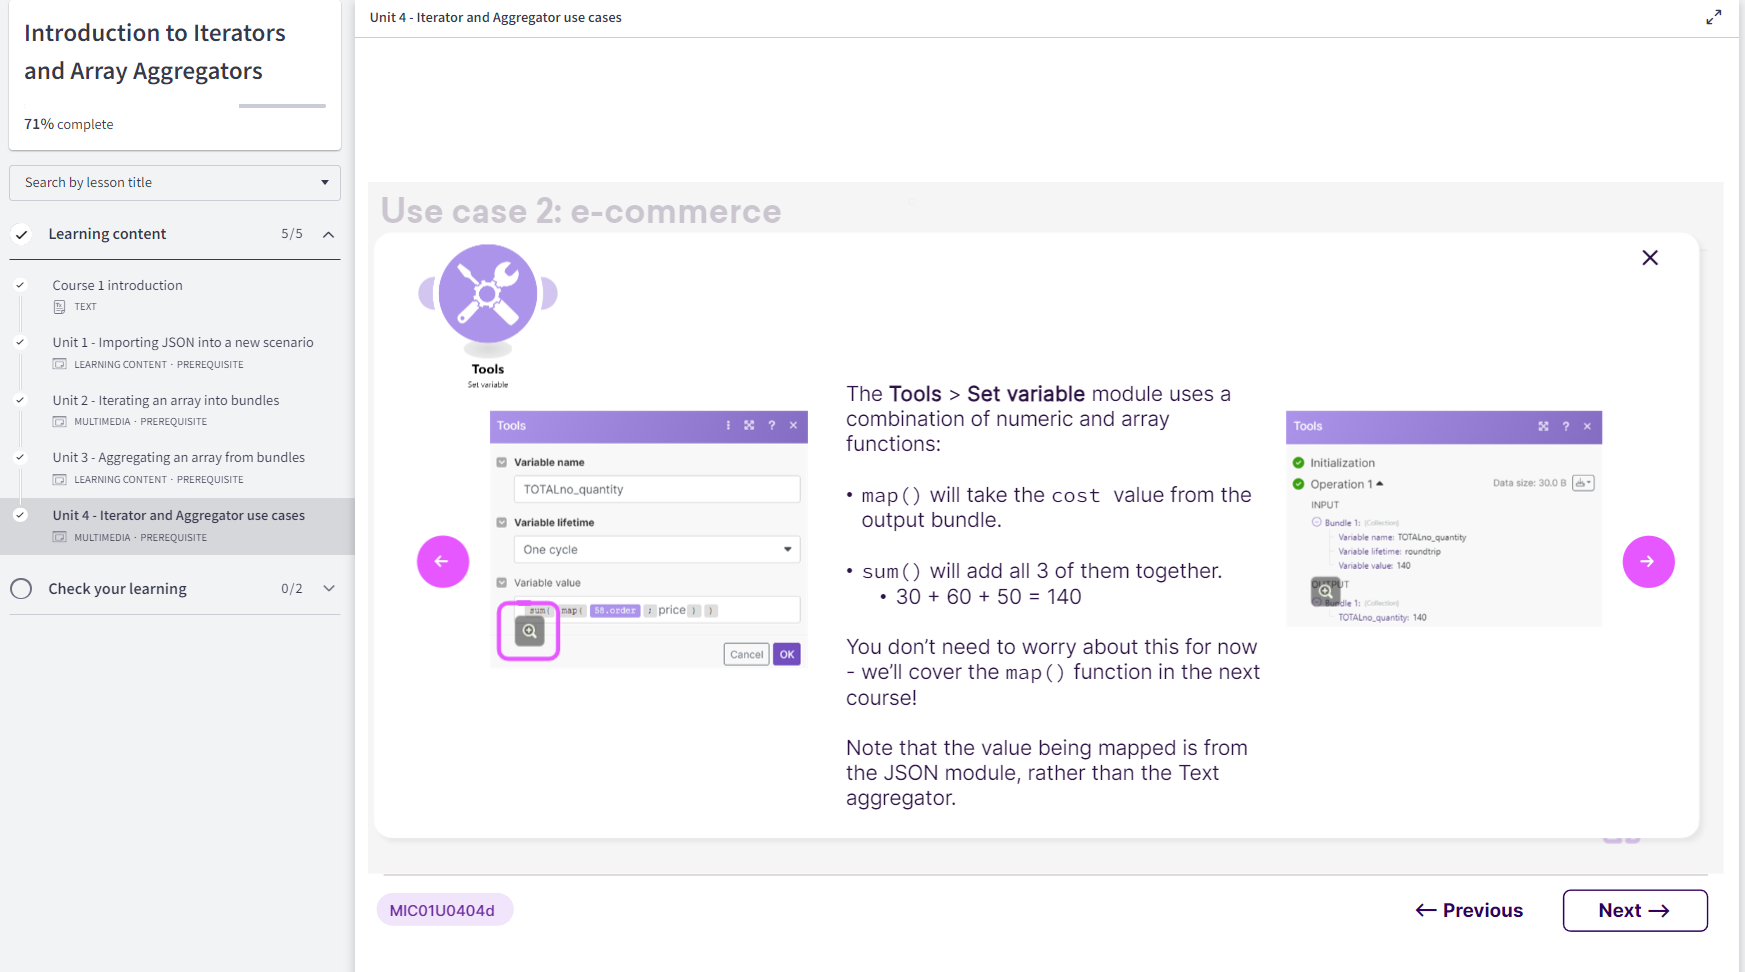 Introduction to Iterators
and Array Aggregators
71% complete
Search by lesson title
Learning content 5/5
Course 1 introduction
TEXT
Unit 1 - Importing JSON into a new scenario
LEARNING CONTENT · PREREQUISITE
Unit 2 - Iterating an array into bundles
MULTIMEDIA · PREREQUISITE
Unit 3 - Aggregating an array from bundles
LEARNING CONTENT · PREREQUISITE
Unit 4 - Iterator and Aggregator use cases
MULTIMEDIA · PREREQUISITE
Check your learning 0/2
Unit 4 - Iterator and Aggregator use cases
Use case 2: e-commerce
Tools
Set variable
Tools
Variable name
TOTALno_quantity
Variable lifetime
One cycle
Variable value
sum( map( 58.order ; price ) )
Cancel OK
The Tools > Set variable module uses a
combination of numeric and array
functions:
• map() will take the cost value from the
output bundle.
• sum() will add all 3 of them together.
• 30 + 60 + 50 = 140
You don’t need to worry about this for now
- we’ll cover the map() function in the next
course!
Note that the value being mapped is from
the JSON module, rather than the Text
aggregator.
Tools
Initialization
Operation 1 Data size: 30.0 B
INPUT
Bundle 1: (Collection)
Variable name: TOTALno_quantity
Variable lifetime: roundtrip
Variable value: 140
OUTPUT
Bundle 1: (Collection)
TOTALno_quantity: 140
MIC01U0404d
← Previous
Next →